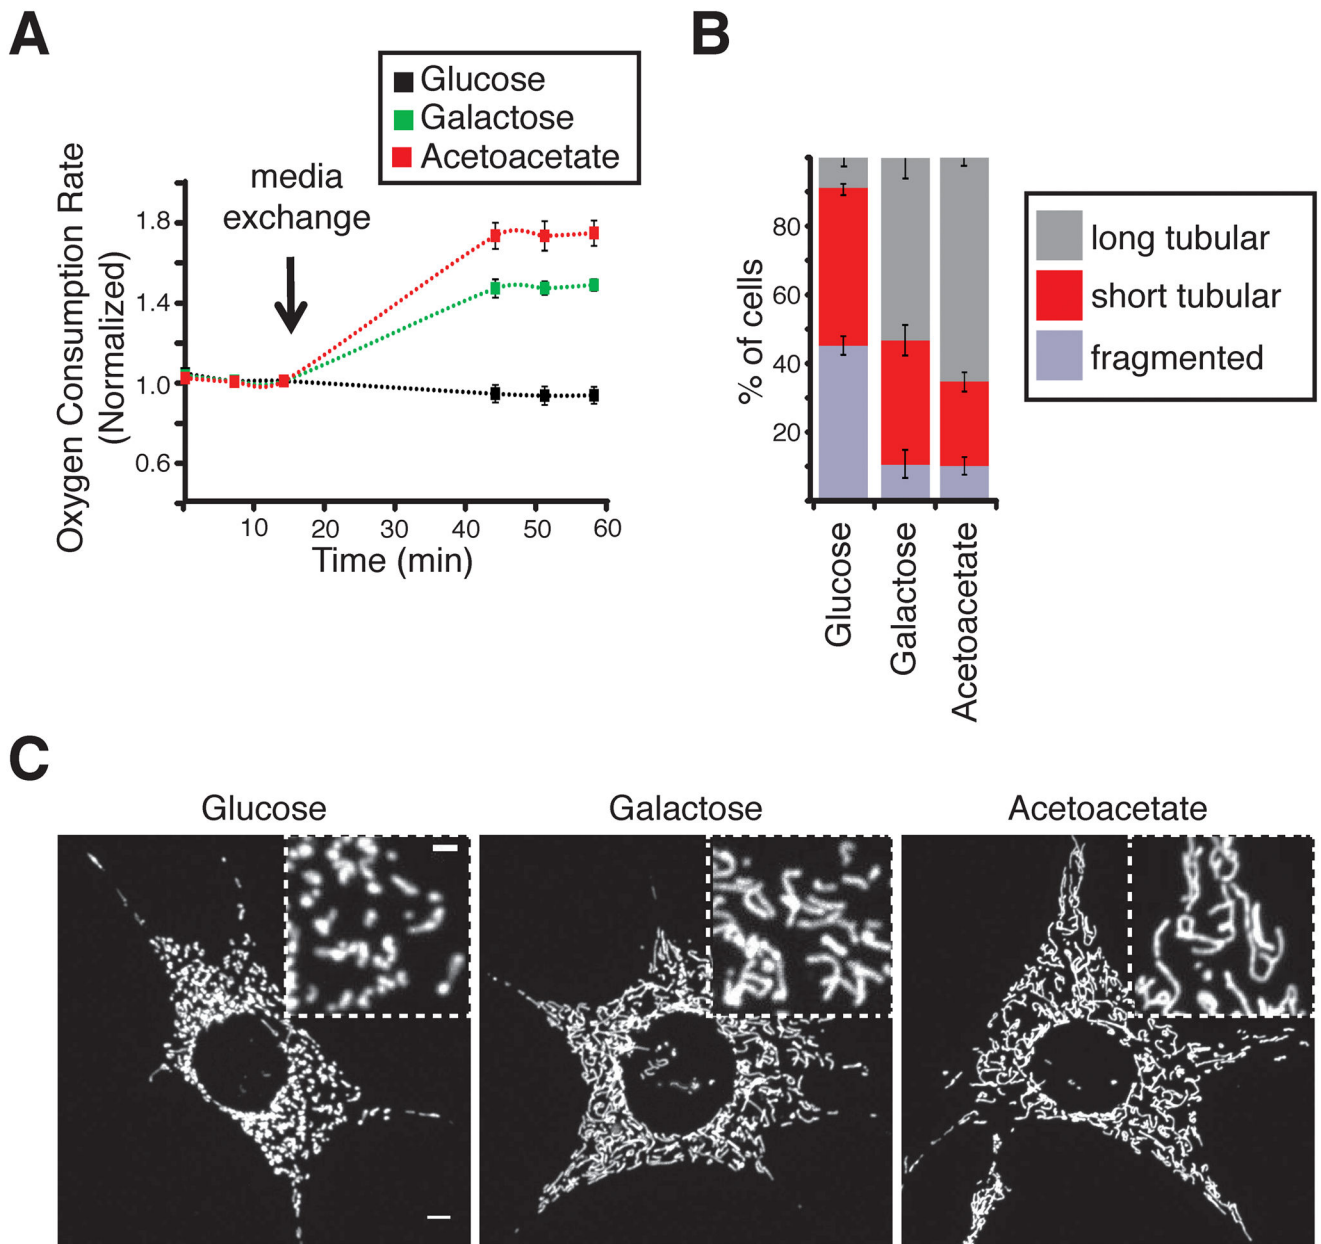 A
Glucose
Galactose
Acetoacetate
media
exchange
Oxygen Consumption Rate
(Normalized)
1.8
1.4
1.0
0.6
10 20 30 40 50 60
Time (min)
B
% of cells
80
60
40
20
Glucose
Galactose
Acetoacetate
long tubular
short tubular
fragmented
C
Glucose Galactose Acetoacetate